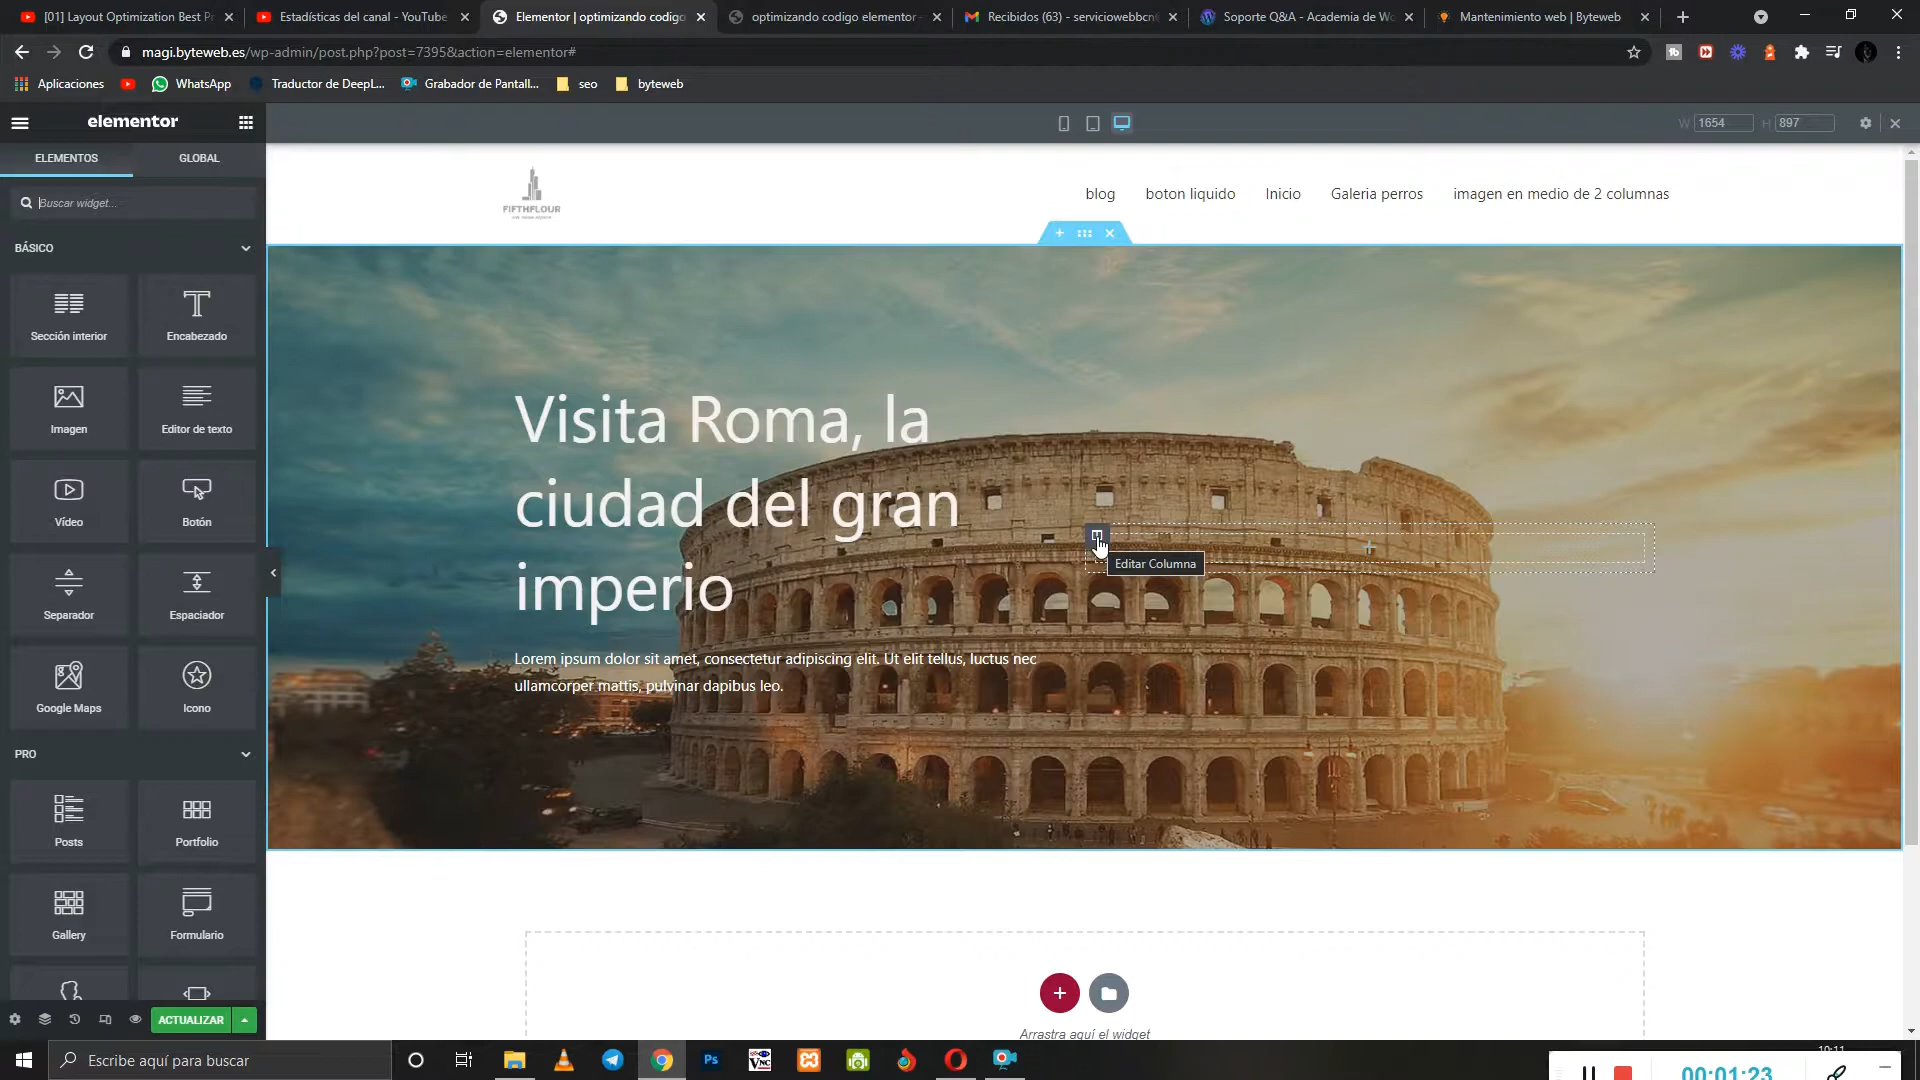 [01] Layout Optimization Best Pr
Estadísticas del canal - YouTube
Elementor | optimizando codigo
optimizando codigo elementor -
Recibidos (63) - serviciowebbcn
Soporte Q&A - Academia de Wo
Mantenimiento web | Byteweb
magi.byteweb.es/wp-admin/post.php?post=7395&action=elementor#
Aplicaciones
WhatsApp
Traductor de DeepL...
Grabador de Pantall...
seo
byteweb
elementor
W 1654 H 897
ELEMENTOS
GLOBAL
Buscar widget...
BÁSICO
Sección interior
Encabezado
Imagen
Editor de texto
Vídeo
Botón
Separador
Espaciador
Google Maps
Icono
PRO
Posts
Portfolio
Gallery
Formulario
ACTUALIZAR
FIFTHFLOUR
blog
boton liquido
Inicio
Galeria perros
imagen en medio de 2 columnas
Visita Roma, la
ciudad del gran
imperio
Editar Columna
Lorem ipsum dolor sit amet, consectetur adipiscing elit. Ut elit tellus, luctus nec
ullamcorper mattis, pulvinar dapibus leo.
Arrastra aquí el widget
Escribe aquí para buscar
Ps
10:11
00:01:23